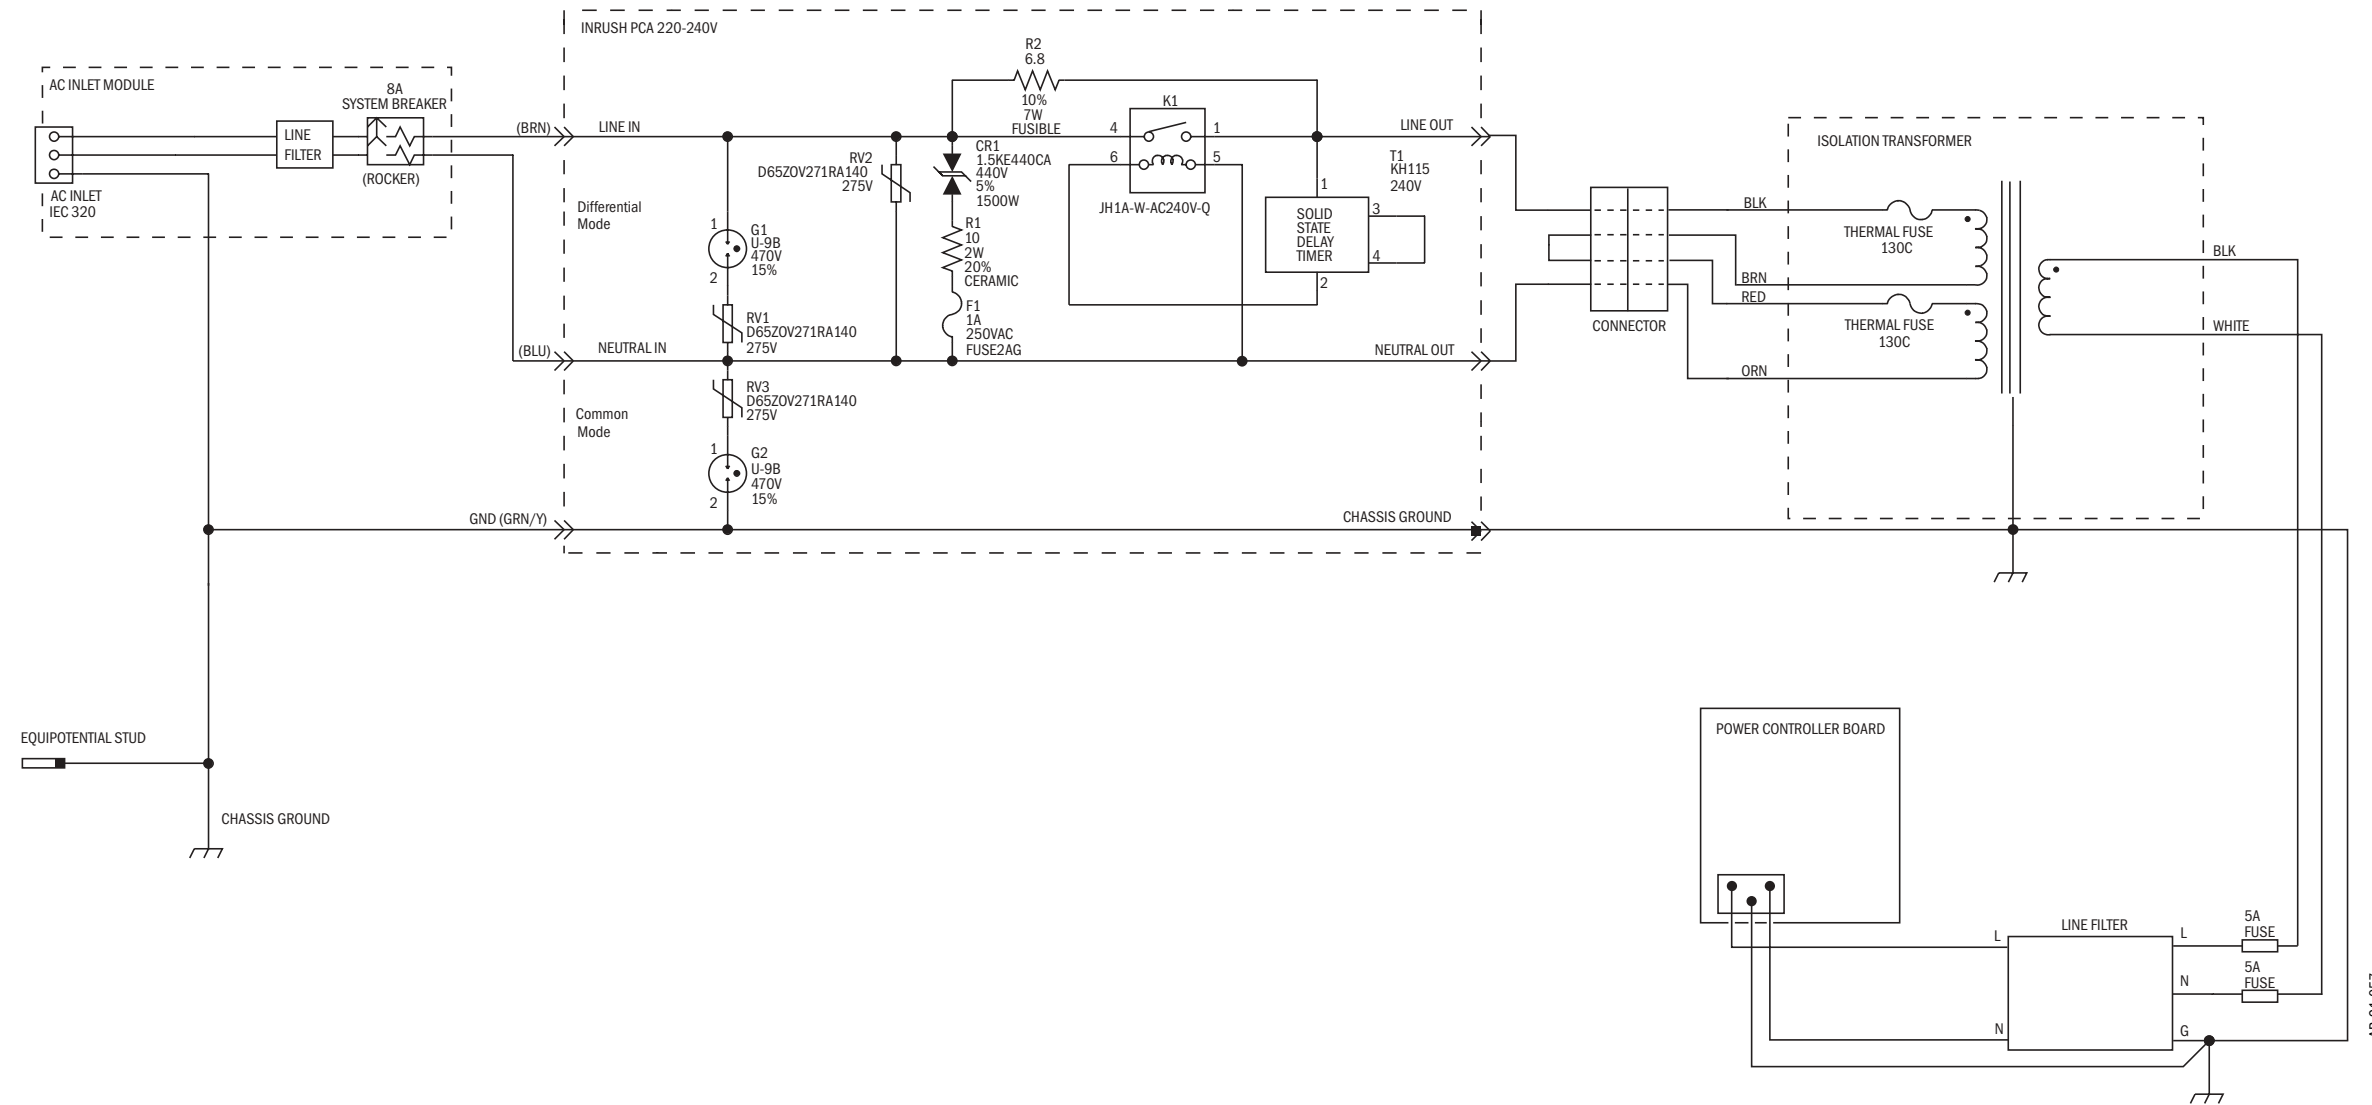 INRUSH PCA 220-240V
AC INLET MODULE
8A
SYSTEM BREAKER
LINE
FILTER
(ROCKER)
AC INLET
IEC 320
(BRN)
LINE IN
R2
6.8
10%
7W
FUSIBLE
K1
4
1
6
5
JH1A-W-AC240V-Q
LINE OUT
RV2
D65ZOV271RA140
275V
CR1
1.5KE440CA
440V
5%
1500W
T1
KH115
240V
Differential
Mode
1
G1
U-9B
470V
15%
2
R1
10
2W
20%
CERAMIC
1
SOLID
STATE
DELAY
TIMER
3
4
2
RV1
D65ZOV271RA140
275V
F1
1A
250VAC
FUSE2AG
(BLU)
NEUTRAL IN
NEUTRAL OUT
RV3
D65ZOV271RA140
275V
Common
Mode
1
G2
U-9B
470V
15%
2
GND (GRN/Y)
CHASSIS GROUND
CONNECTOR
ISOLATION TRANSFORMER
BLK
THERMAL FUSE
130C
BRN
RED
THERMAL FUSE
130C
ORN
BLK
WHITE
EQUIPOTENTIAL STUD
CHASSIS GROUND
POWER CONTROLLER BOARD
LINE FILTER
L
N
L
5A
FUSE
N
5A
FUSE
G